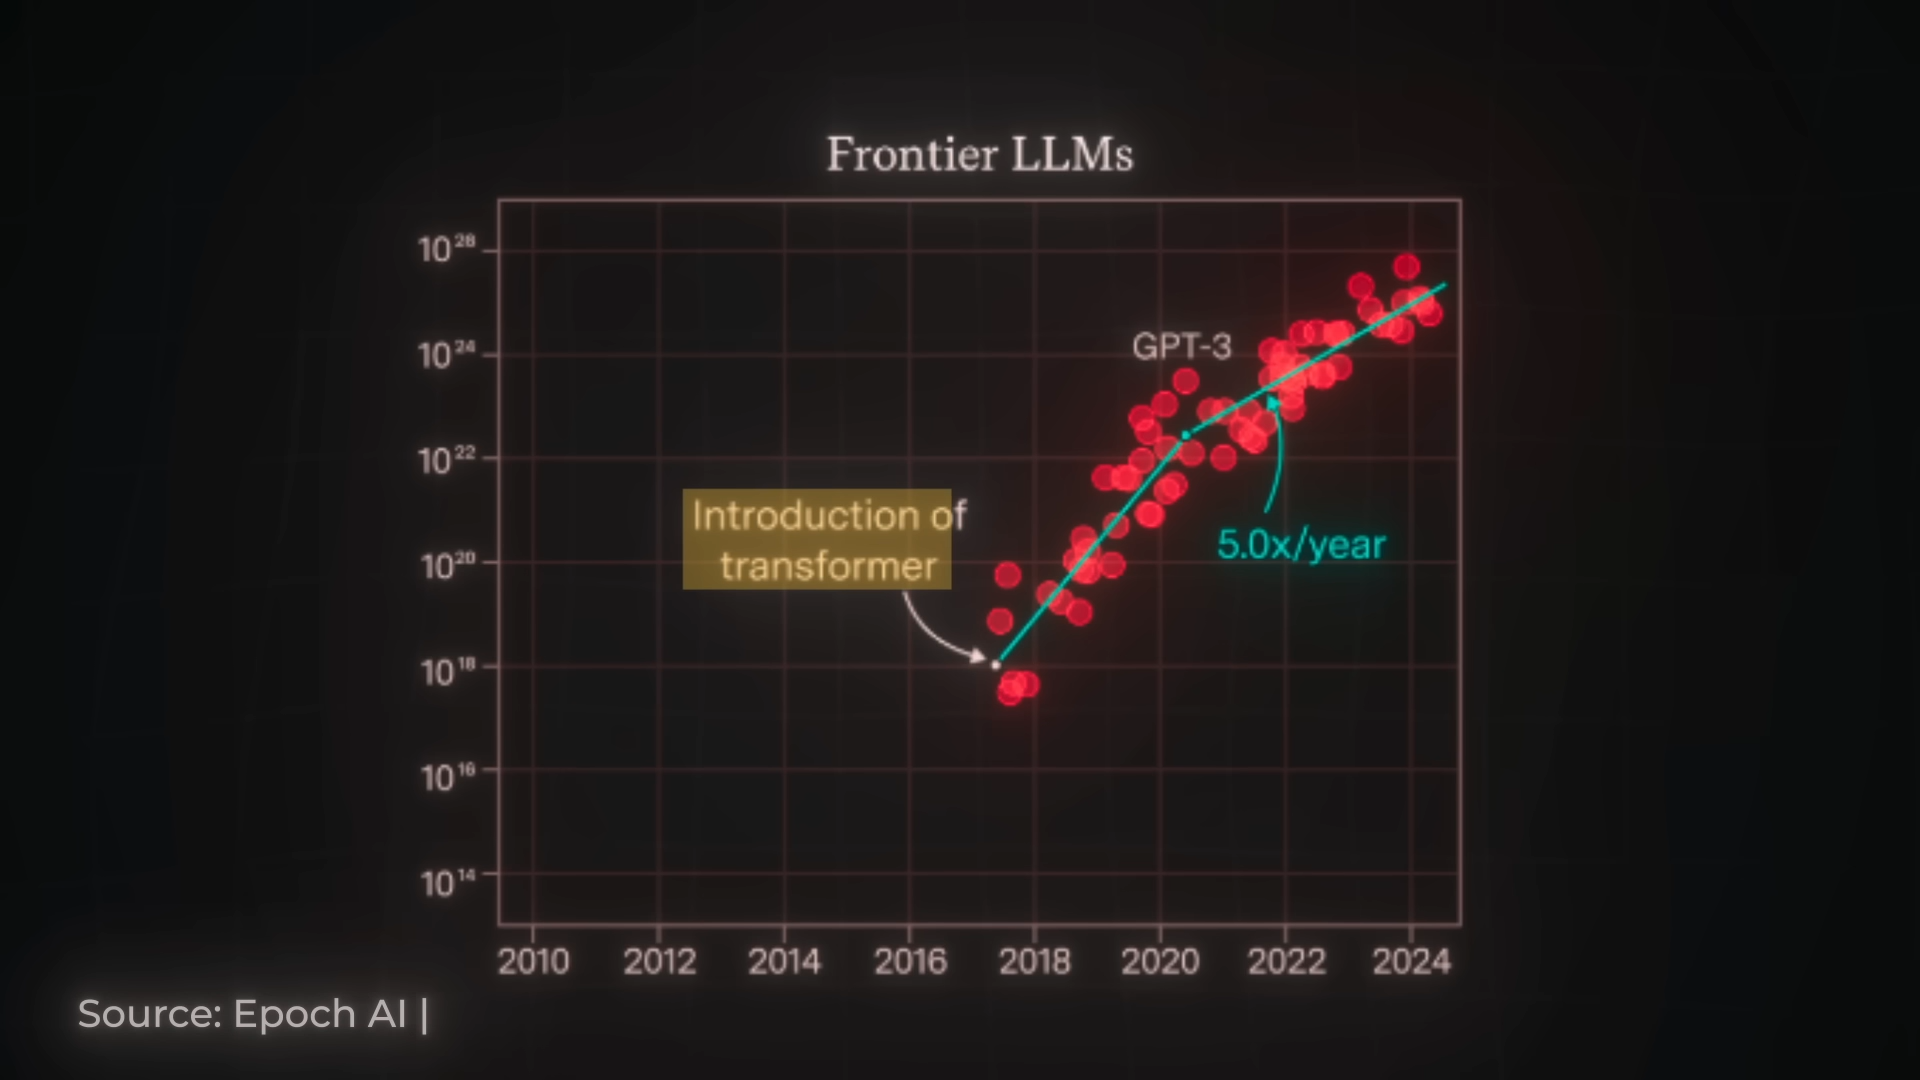 Frontier LLMs
10²⁸
10²⁴
10²²
10²⁰
10¹⁸
10¹⁶
10¹⁴
GPT-3
Introduction of
transformer
5.0x/year
2010 2012 2014 2016 2018 2020 2022 2024
Source: Epoch AI |